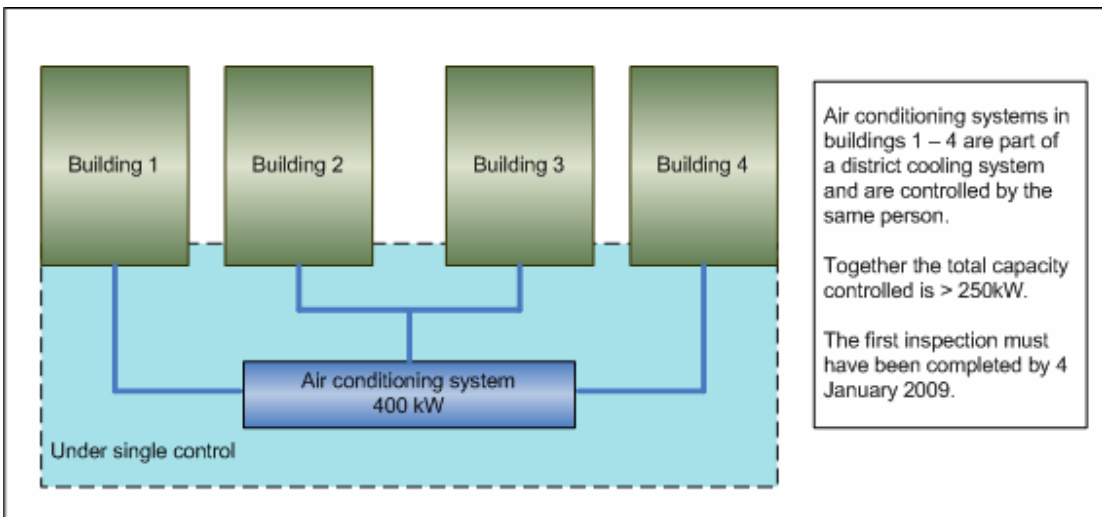 Building 1
Building 2
Building 3
Building 4
Air conditioning system
400 kW
Under single control
Air conditioning systems in
buildings 1 – 4 are part of
a district cooling system
and are controlled by the
same person.
Together the total capacity
controlled is > 250kW.
The first inspection must
have been completed by 4
January 2009.